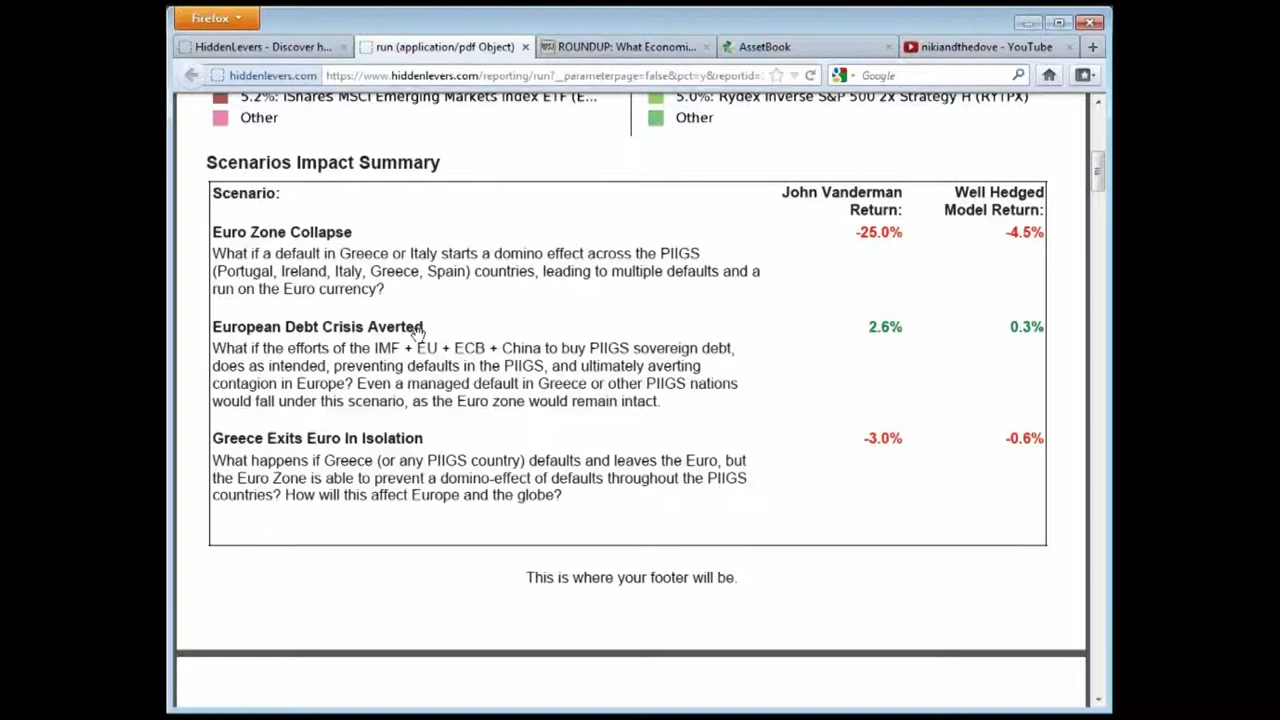 Firefox
HiddenLevers - Discover h...
run (application/pdf Object)
ROUNDUP: What Economi...
AssetBook
nikiandthedove - YouTube
hiddenlevers.com
https://www.hiddenlevers.com/reporting/run?__parameterpage=false&pct=y&reportid=
Google
5.2%: iShares MSCI Emerging Markets Index ETF (E...
5.0%: Rydex Inverse S&P 500 2x Strategy H (RYTPX)
Other
Other
Scenarios Impact Summary
Scenario:
John Vanderman Return:
Well Hedged Model Return:
Euro Zone Collapse -25.0% -4.5%
What if a default in Greece or Italy starts a domino effect across the PIIGS
(Portugal, Ireland, Italy, Greece, Spain) countries, leading to multiple defaults and a
run on the Euro currency?
European Debt Crisis Averted 2.6% 0.3%
What if the efforts of the IMF + EU + ECB + China to buy PIIGS sovereign debt,
does as intended, preventing defaults in the PIIGS, and ultimately averting
contagion in Europe? Even a managed default in Greece or other PIIGS nations
would fall under this scenario, as the Euro zone would remain intact.
Greece Exits Euro In Isolation -3.0% -0.6%
What happens if Greece (or any PIIGS country) defaults and leaves the Euro, but
the Euro Zone is able to prevent a domino-effect of defaults throughout the PIIGS
countries? How will this affect Europe and the globe?
This is where your footer will be.